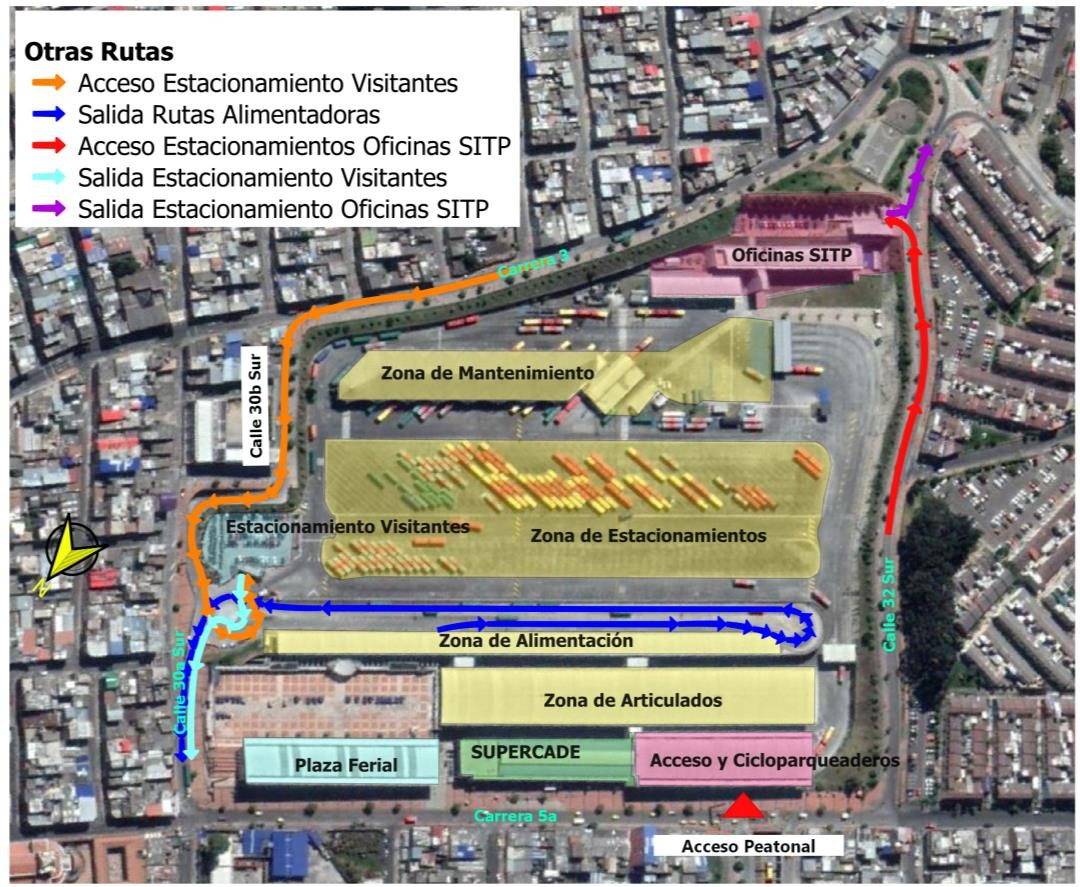 Otras Rutas
Acceso Estacionamiento Visitantes
Salida Rutas Alimentadoras
Acceso Estacionamientos Oficinas SITP
Salida Estacionamiento Visitantes
Salida Estacionamiento Oficinas SITP
Carrera 3
Oficinas SITP
Calle 30b Sur
Zona de Mantenimiento
Estacionamiento Visitantes
Zona de Estacionamientos
N
Calle 32 Sur
Zona de Alimentación
Calle 30a Sur
Zona de Articulados
Plaza Ferial
SUPERCADE
Acceso y Cicloparqueaderos
Carrera 5a
Acceso Peatonal